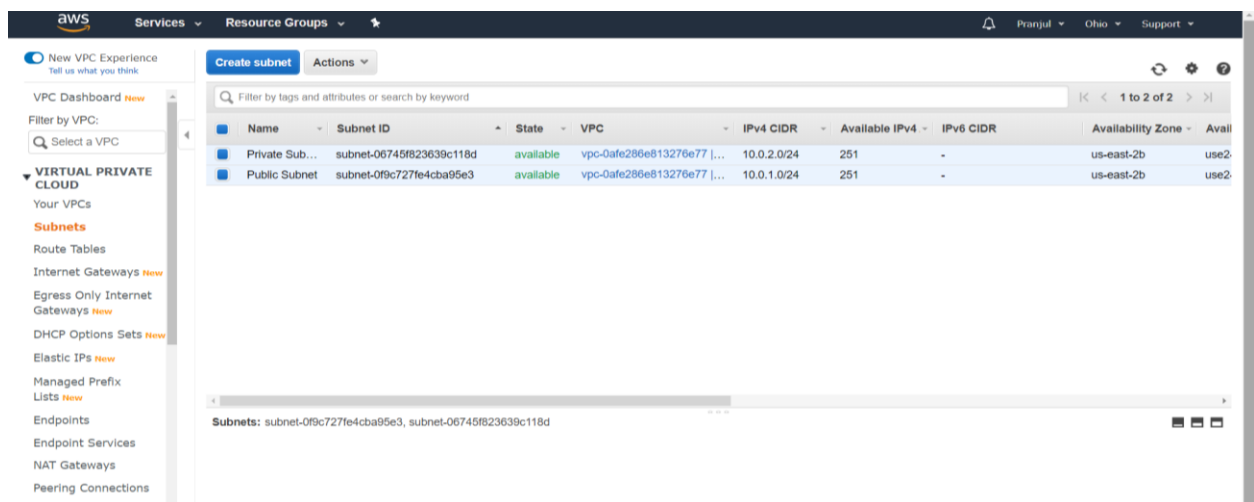 aws Services Resource Groups Pranjul Ohio Support
New VPC Experience
Tell us what you think
VPC Dashboard New
Filter by VPC:
Select a VPC
VIRTUAL PRIVATE
CLOUD
Your VPCs
Subnets
Route Tables
Internet Gateways New
Egress Only Internet
Gateways New
DHCP Options Sets New
Elastic IPs New
Managed Prefix
Lists New
Endpoints
Endpoint Services
NAT Gateways
Peering Connections
Create subnet Actions
Filter by tags and attributes or search by keyword |< < 1 to 2 of 2 > >|
Name Subnet ID State VPC IPv4 CIDR Available IPv4 IPv6 CIDR Availability Zone Avail
Private Sub... subnet-06745f823639c118d available vpc-0afe286e813276e77 |... 10.0.2.0/24 251 - us-east-2b use2-
Public Subnet subnet-0f9c727fe4cba95e3 available vpc-0afe286e813276e77 |... 10.0.1.0/24 251 - us-east-2b use2-
Subnets: subnet-0f9c727fe4cba95e3, subnet-06745f823639c118d